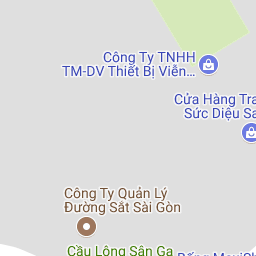 Công Ty TNHH
TM-DV Thiết Bị Viễn...
Cửa Hàng Tra
Sức Diệu Sa
Công Ty Quản Lý
Đường Sắt Sài Gòn
Cầu Lông Sân Ga